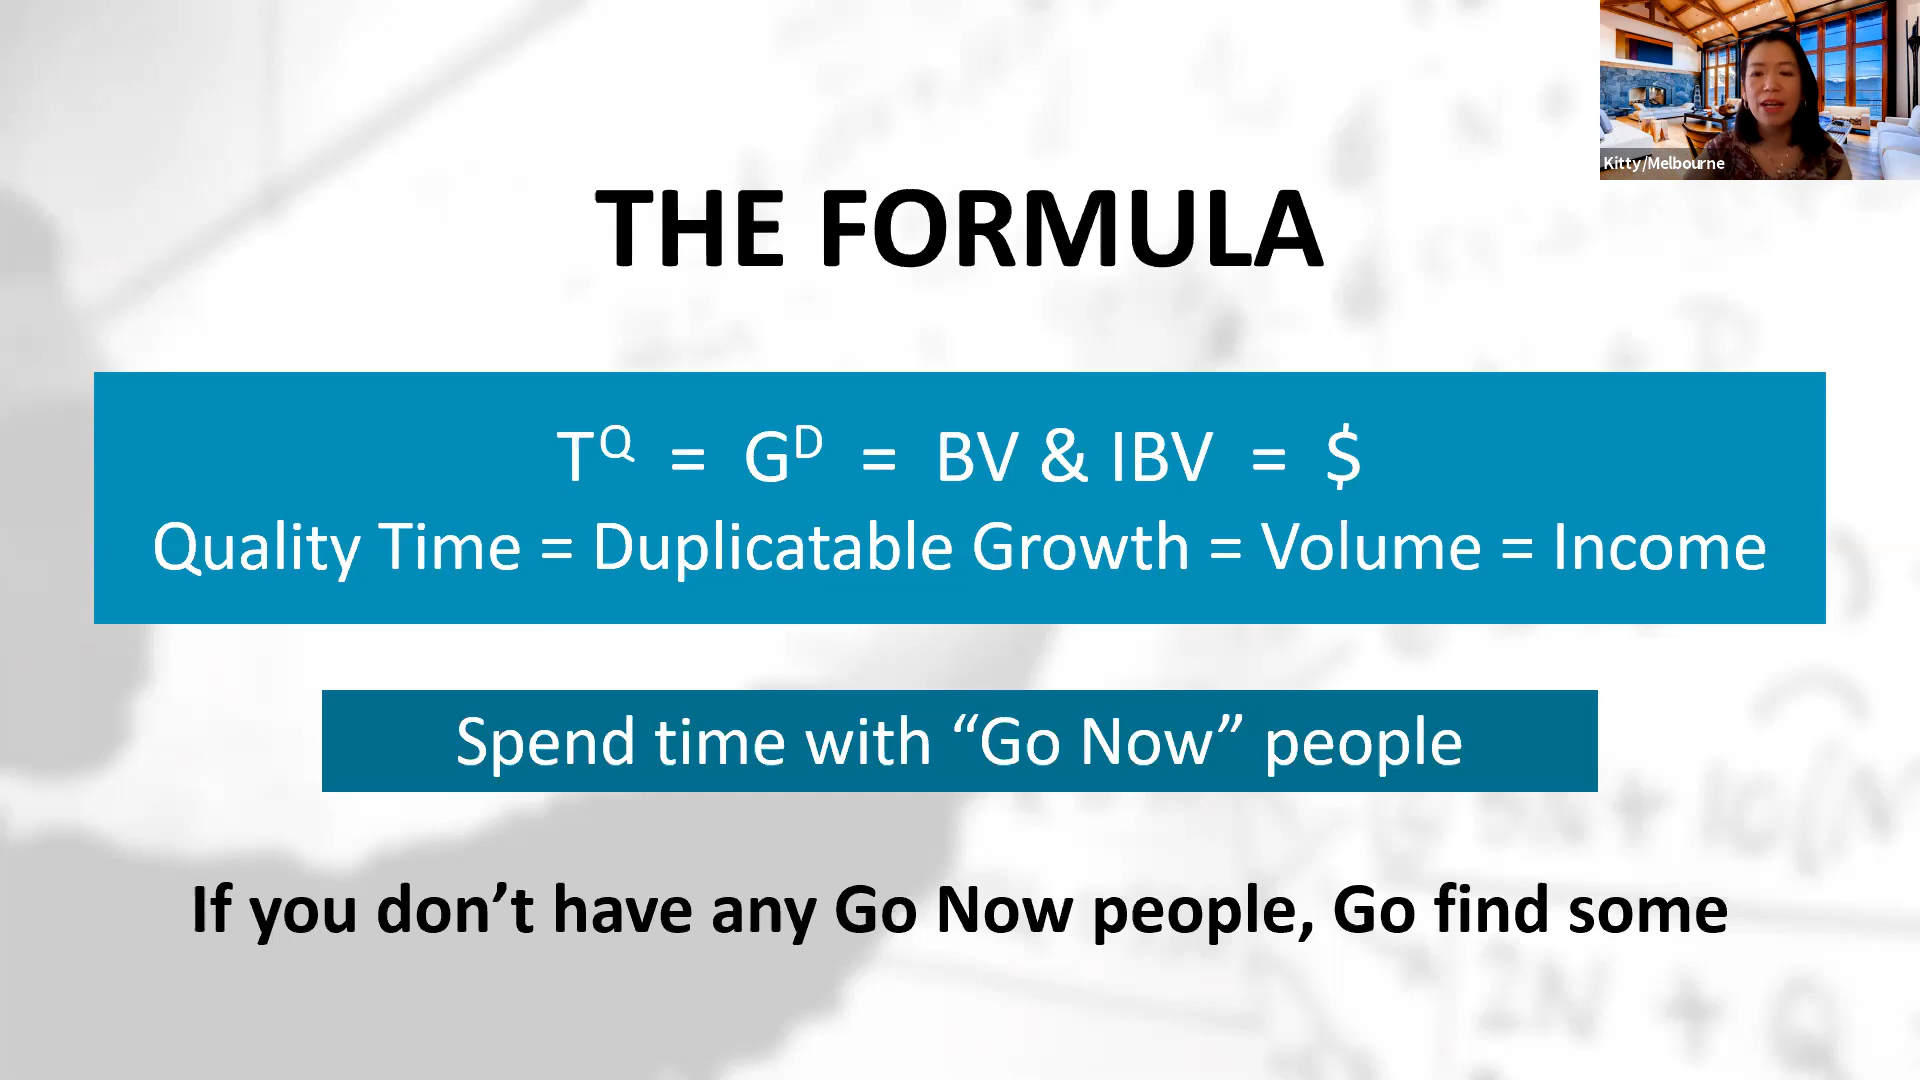 Kitty/Melbourne
THE FORMULA
T^Q = G^D = BV & IBV = $
Quality Time = Duplicatable Growth = Volume = Income
Spend time with “Go Now” people
If you don’t have any Go Now people, Go find some
2N + Q